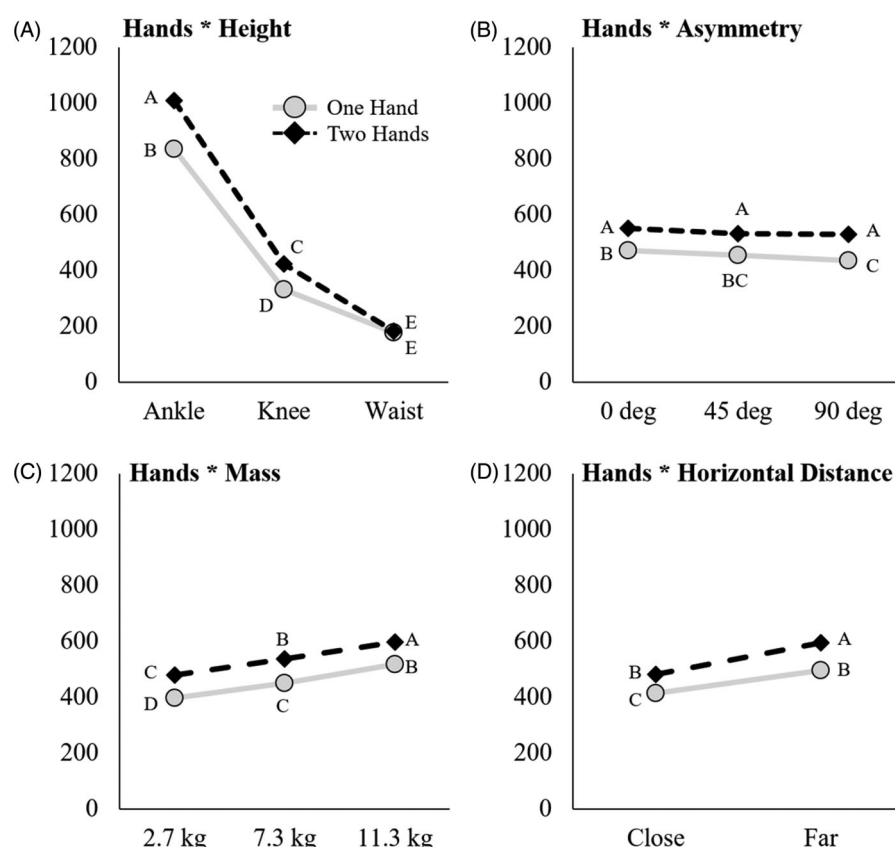 (A) Hands * Height
1200
1000
800
600
400
200
0
A
B
C
D
E
E
One Hand
Two Hands
Ankle Knee Waist
(B) Hands * Asymmetry
1200
1000
800
600
400
200
0
A
A
A
B
BC
C
0 deg 45 deg 90 deg
(C) Hands * Mass
1200
1000
800
600
400
200
0
C
B
A
D
C
B
2.7 kg 7.3 kg 11.3 kg
(D) Hands * Horizontal Distance
1200
1000
800
600
400
200
0
B
A
C
B
Close Far